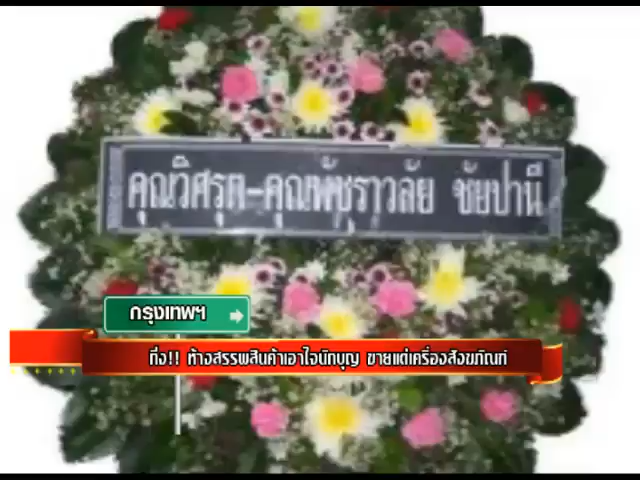 คุณวิศรุต-คุณพัชราวลัย ชัยปานี
กรุงเทพฯ
ทึ่ง!! ห้างสรรพสินค้าเอาใจนักบุญ ขายแต่เครื่องสังฆภัณฑ์